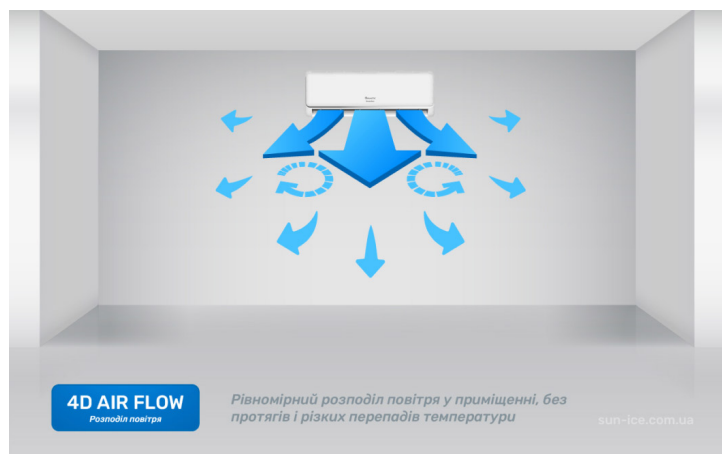 4D AIR FLOW
Розподіл повітря
Рівномірний розподіл повітря у приміщенні, без
протягів і різких перепадів температури
sun-ice.com.ua